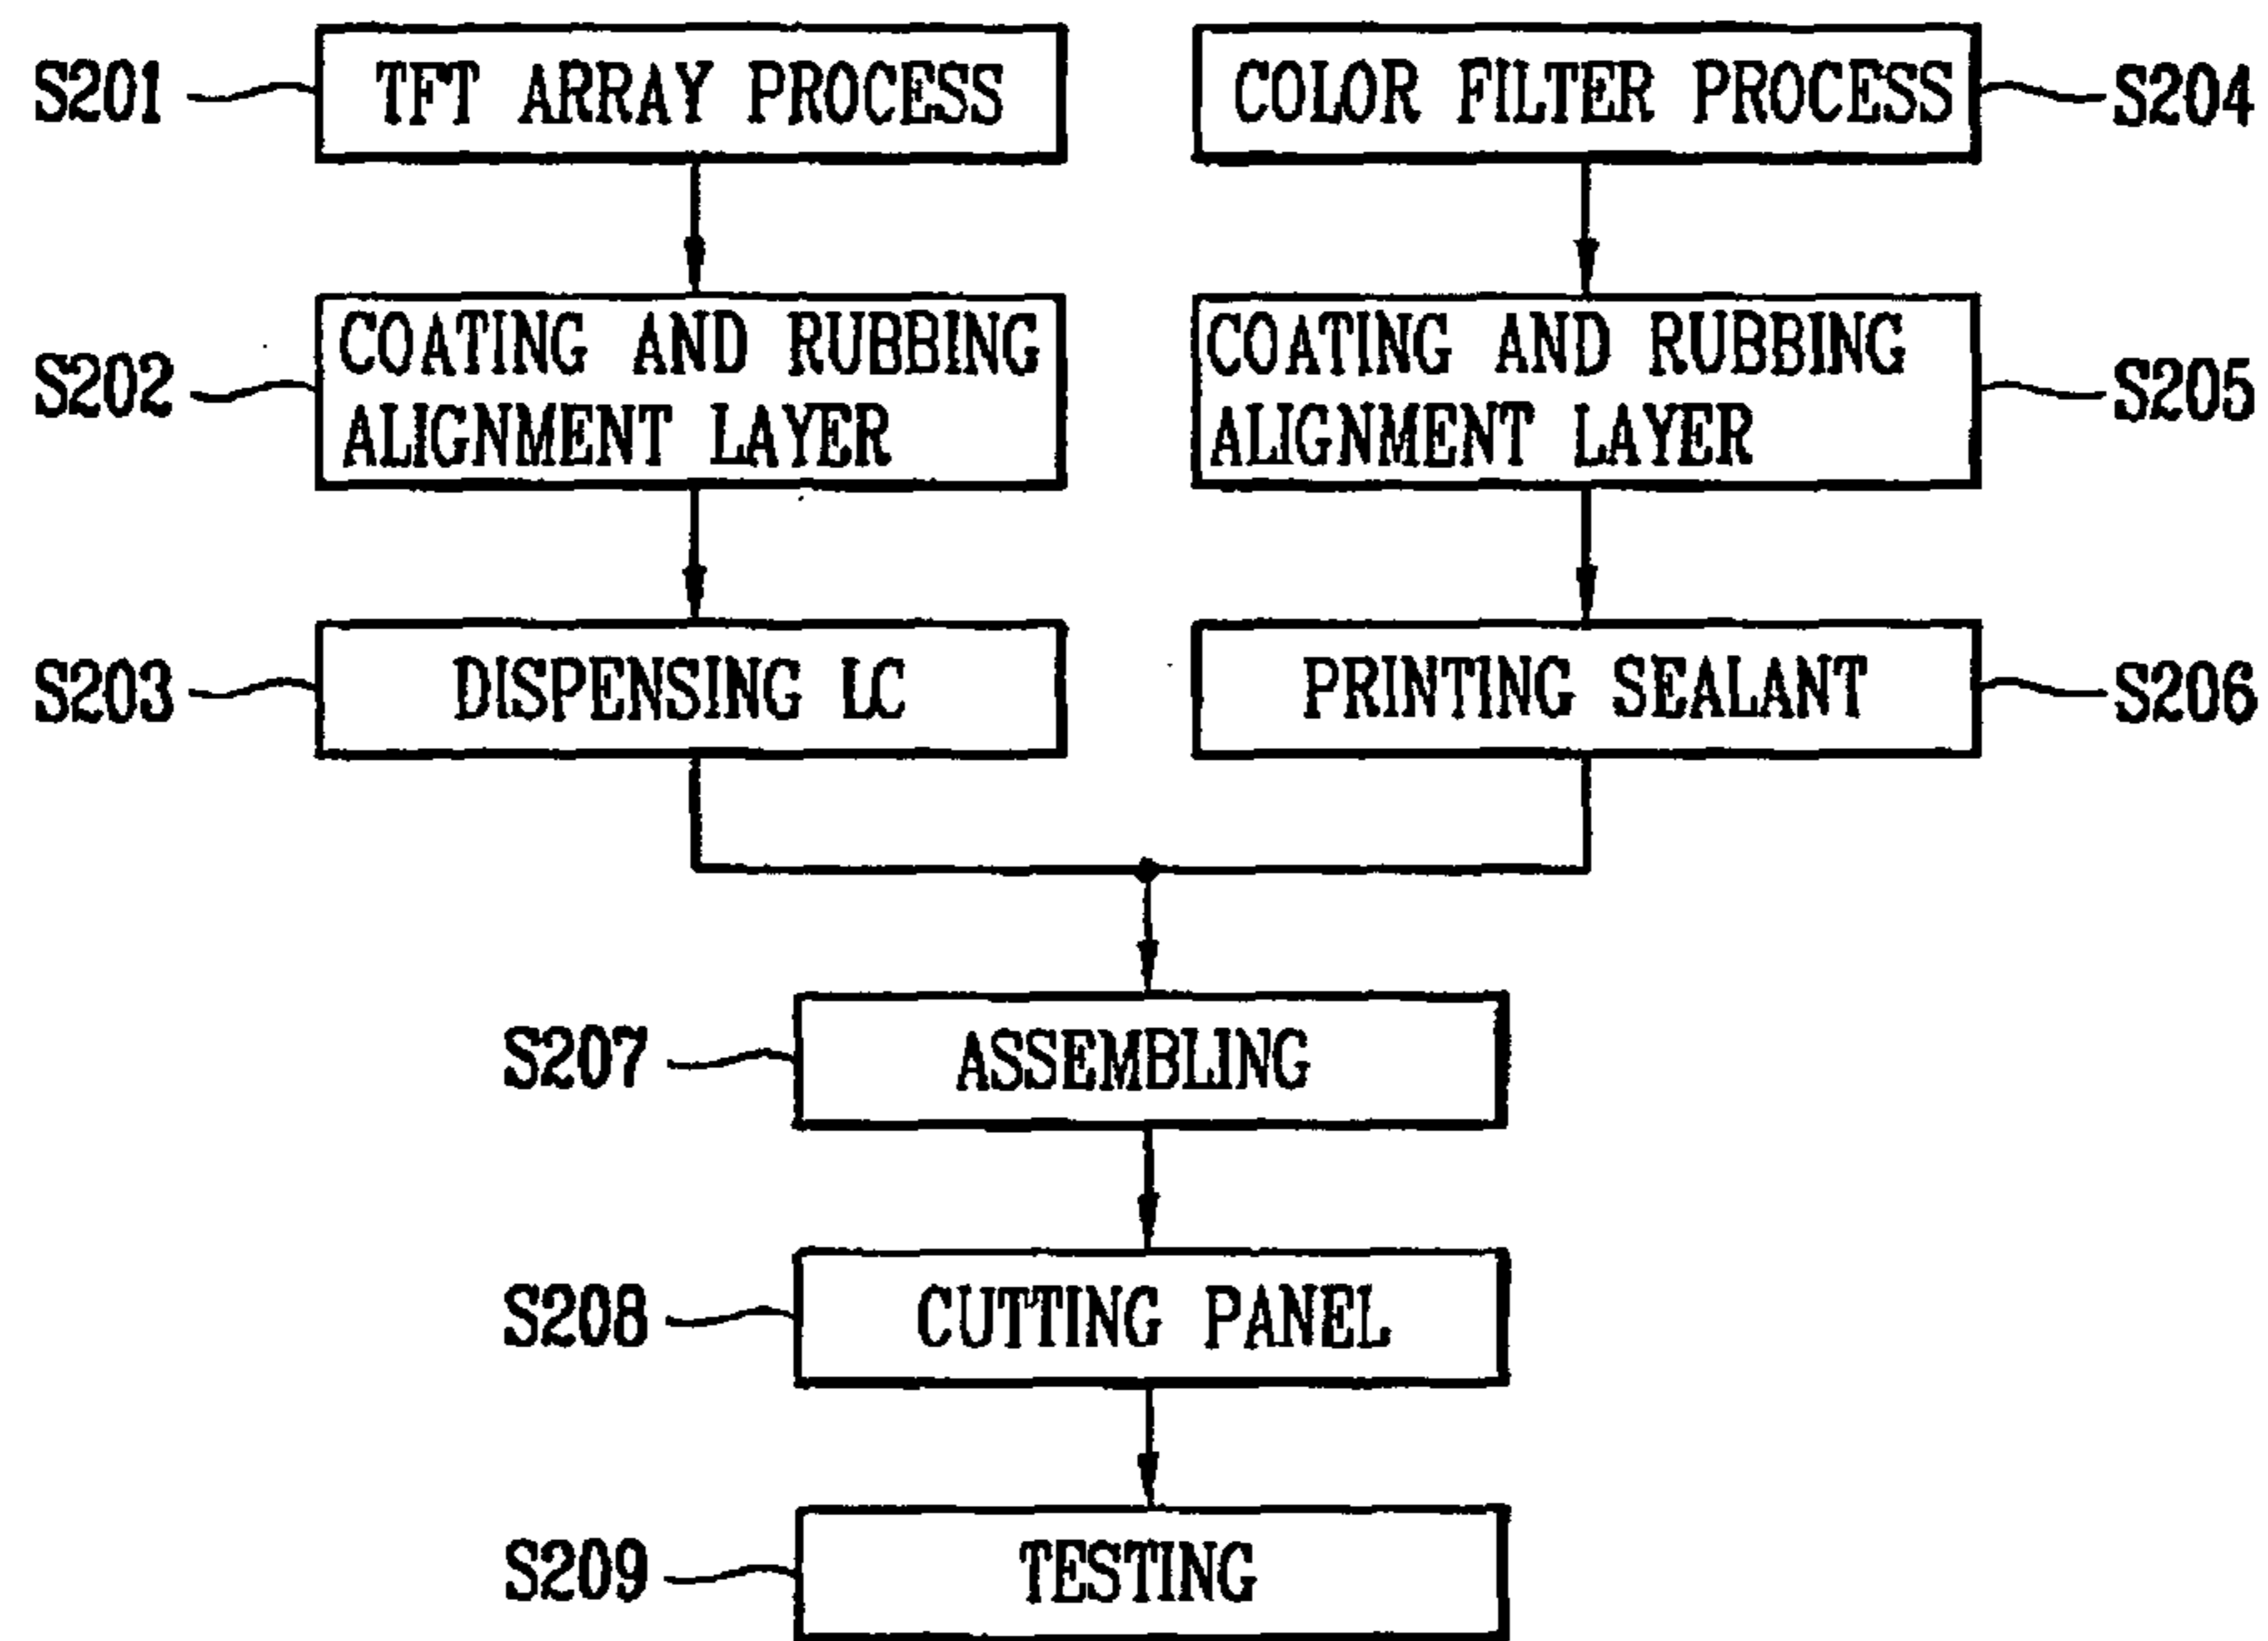 S201
TFT ARRAY PROCESS
COLOR FILTER PROCESS
S204
S202
COATING AND RUBBING
ALIGNMENT LAYER
COATING AND RUBBING
ALIGNMENT LAYER
S205
S203
DISPENSING LC
PRINTING SEALANT
S206
S207
ASSEMBLING
S208
CUTTING PANEL
S209
TESTING